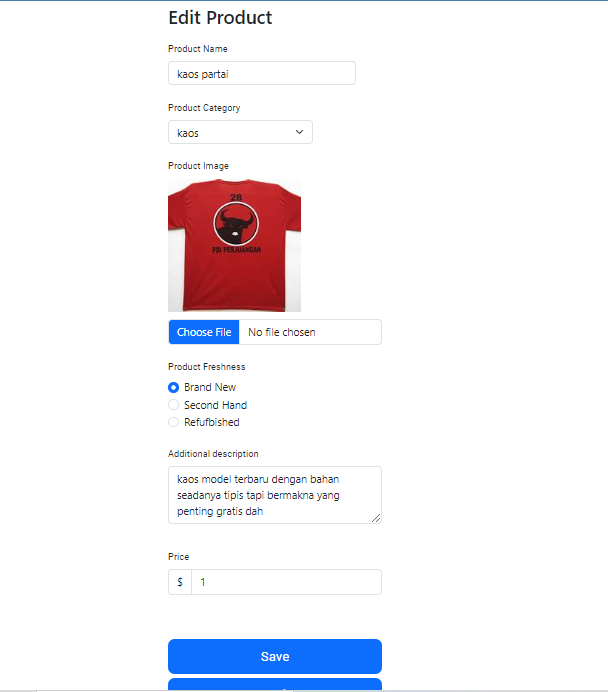 Edit Product
Product Name
kaos partai
Product Category
kaos
Product Image
28
PDI PERJUANGAN
Choose File No file chosen
Product Freshness
Brand New
Second Hand
Refufbished
Additional description
kaos model terbaru dengan bahan
seadanya tipis tapi bermakna yang
penting gratis dah
Price
$ 1
Save